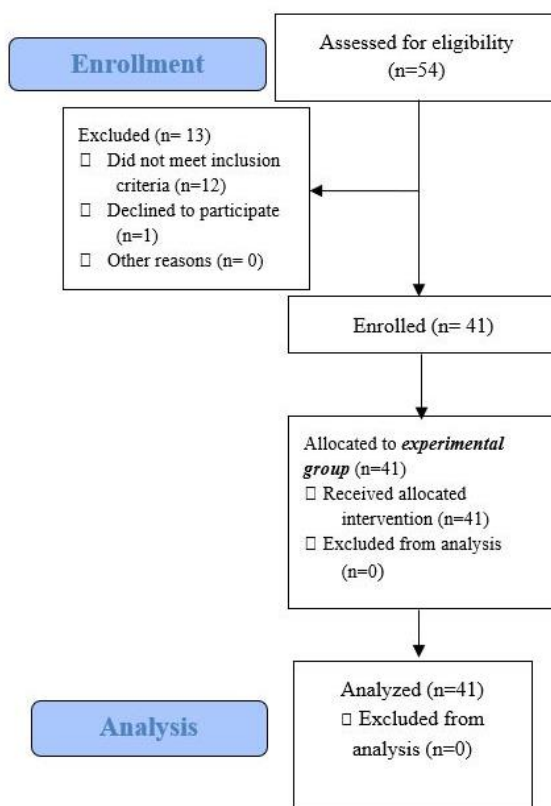 Assessed for eligibility
(n=54)
Enrollment
Excluded (n= 13)
□ Did not meet inclusion
criteria (n=12)
□ Declined to participate
(n=1)
□ Other reasons (n= 0)
Enrolled (n= 41)
Allocated to experimental
group (n=41)
□ Received allocated
intervention (n=41)
□ Excluded from analysis
(n=0)
Analyzed (n=41)
□ Excluded from
analysis (n=0)
Analysis